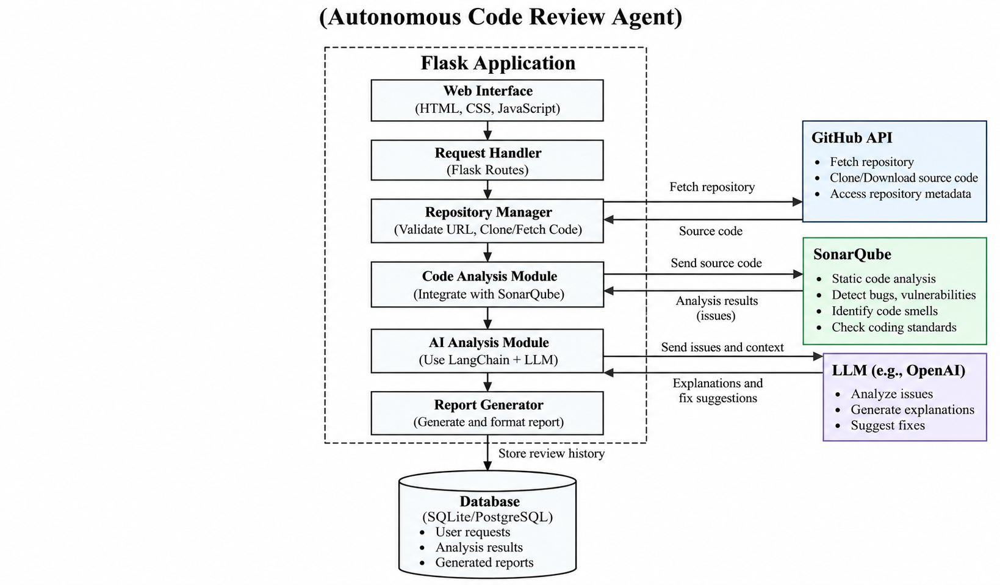 (Autonomous Code Review Agent)
Flask Application
Web Interface
(HTML, CSS, JavaScript)
Request Handler
(Flask Routes)
Repository Manager
(Validate URL, Clone/Fetch Code)
Code Analysis Module
(Integrate with SonarQube)
AI Analysis Module
(Use LangChain + LLM)
Report Generator
(Generate and format report)
Store review history
Database
(SQLite/PostgreSQL)
• User requests
• Analysis results
• Generated reports
Fetch repository
Source code
Send source code
Analysis results
(issues)
Send issues and context
Explanations and
fix suggestions
GitHub API
• Fetch repository
• Clone/Download source code
• Access repository metadata
SonarQube
• Static code analysis
• Detect bugs, vulnerabilities
• Identify code smells
• Check coding standards
LLM (e.g., OpenAI)
• Analyze issues
• Generate explanations
• Suggest fixes